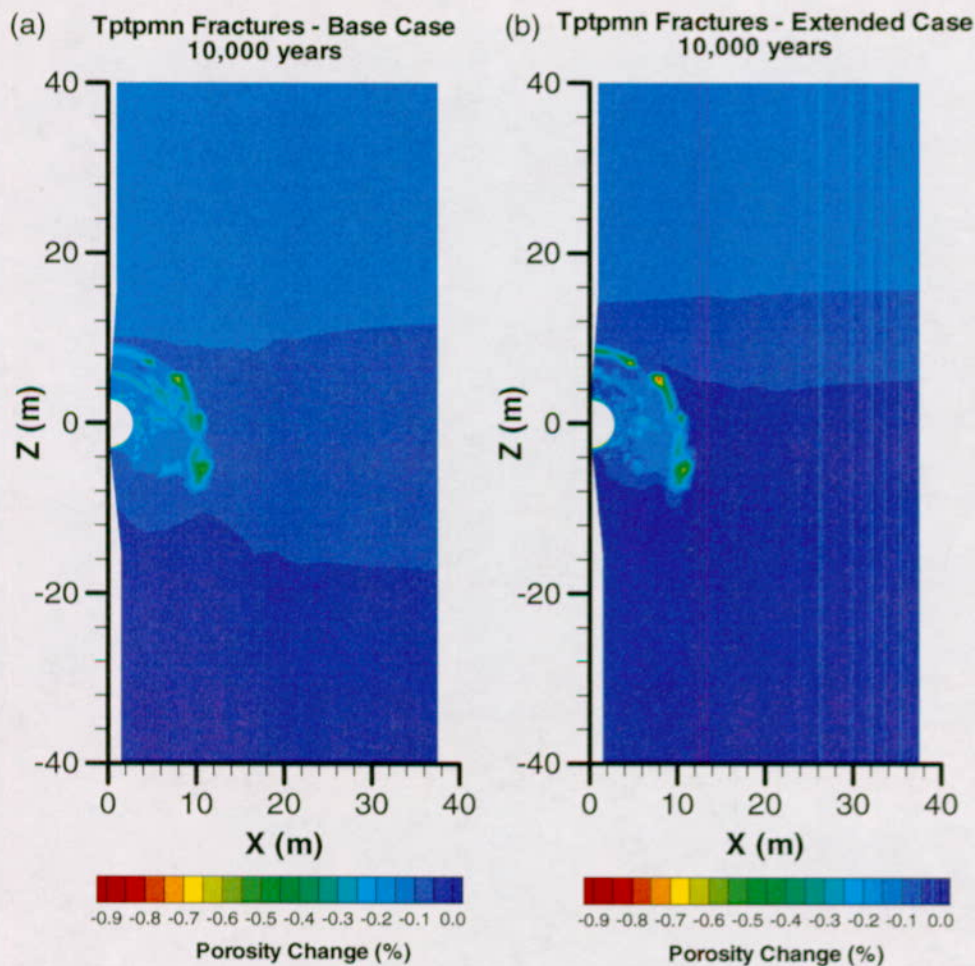 (a) Tptpmn Fractures - Base Case
10,000 years
40
20
0
-20
-40
Z (m)
0 10 20 30 40
X (m)
-0.9 -0.8 -0.7 -0.6 -0.5 -0.4 -0.3 -0.2 -0.1 0.0
Porosity Change (%)
(b) Tptpmn Fractures - Extended Case
10,000 years
40
20
0
-20
-40
Z (m)
0 10 20 30 40
X (m)
-0.9 -0.8 -0.7 -0.6 -0.5 -0.4 -0.3 -0.2 -0.1 0.0
Porosity Change (%)